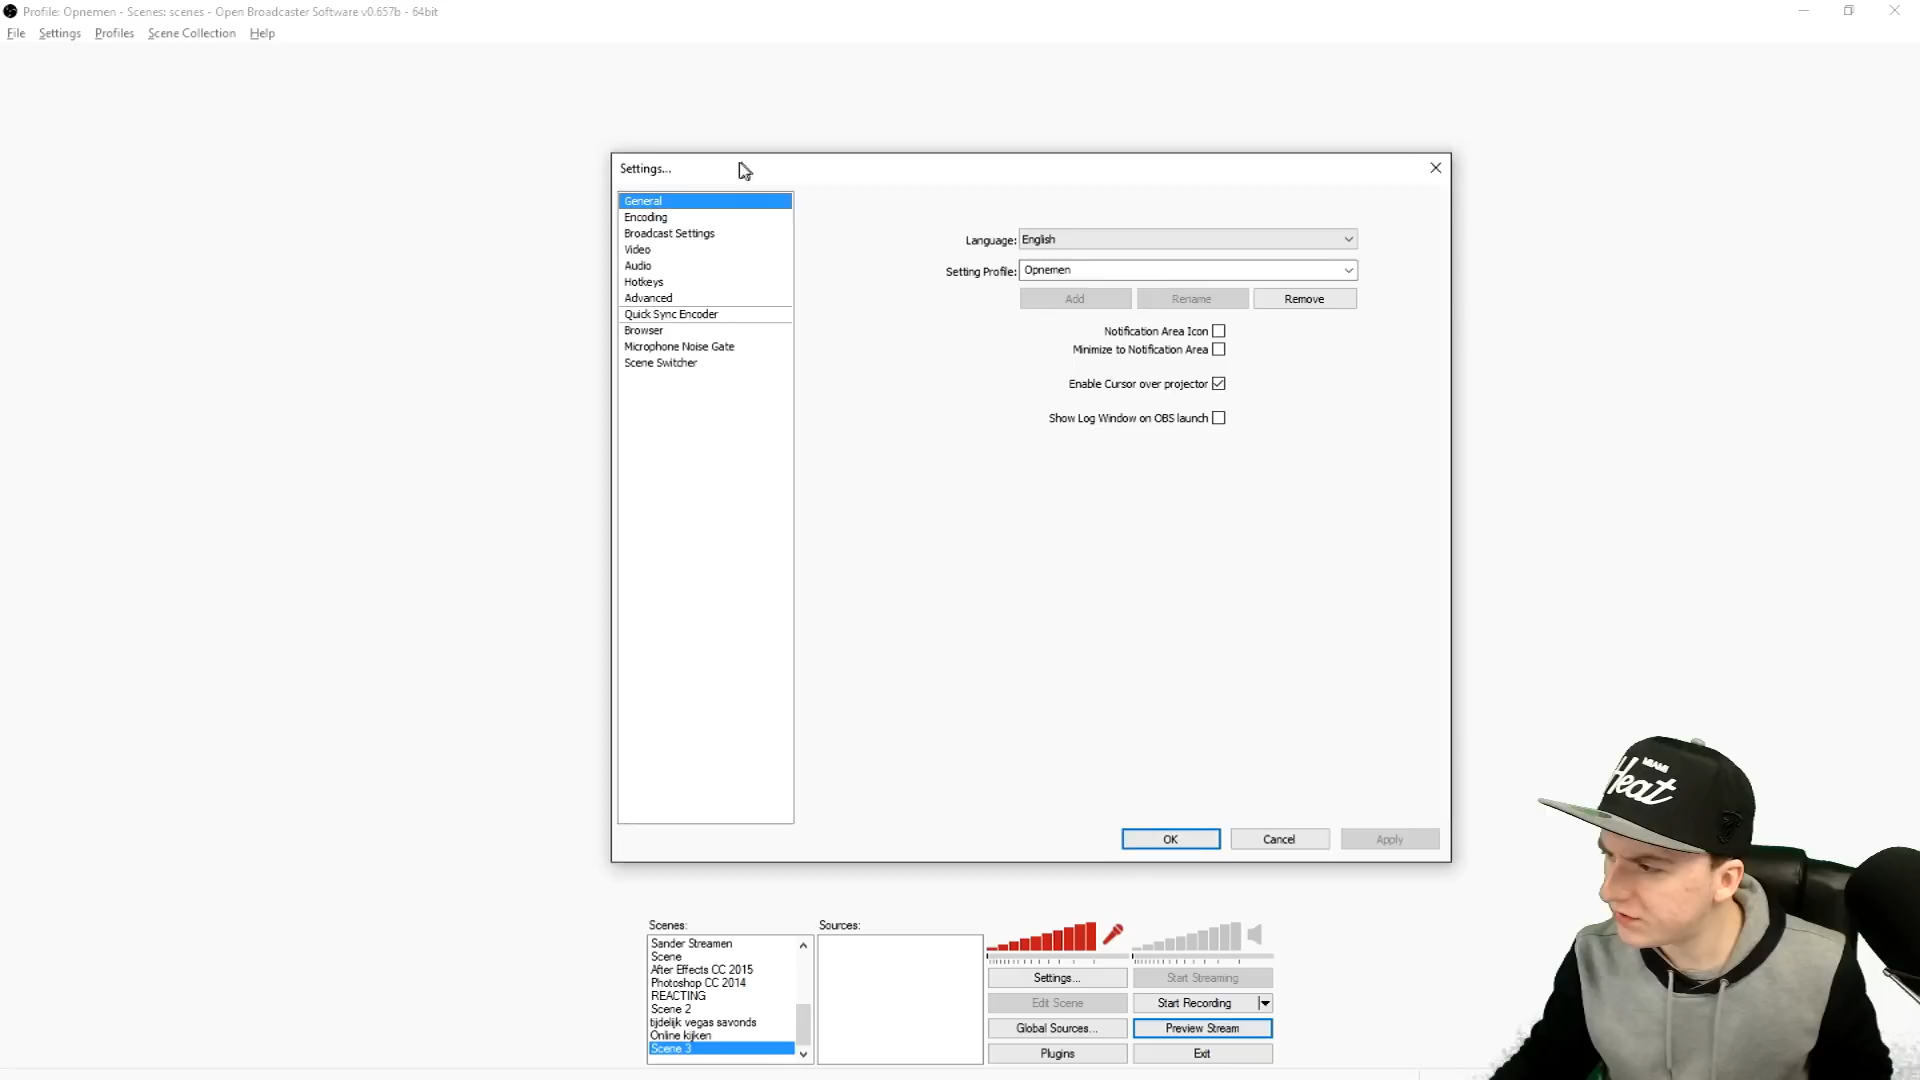 Profile: Opnemen - Scenes: scenes - Open Broadcaster Software v0.657b - 64bit
File Settings Profiles Scene Collection Help
Settings...
General
Encoding
Broadcast Settings
Video
Audio
Hotkeys
Advanced
Quick Sync Encoder
Browser
Microphone Noise Gate
Scene Switcher
Language: English
Setting Profile: Opnemen
Add Rename Remove
Notification Area Icon
Minimize to Notification Area
Enable Cursor over projector
Show Log Window on OBS launch
OK Cancel Apply
Scenes:
Sander Streamen
Scene
After Effects CC 2015
Photoshop CC 2014
REACTING
Scene 2
tijdelijk vegas savonds
Online kijken
Scene 3
Sources:
Settings... Start Streaming
Edit Scene Start Recording
Global Sources... Preview Stream
Plugins Exit
MIAMI
Heat